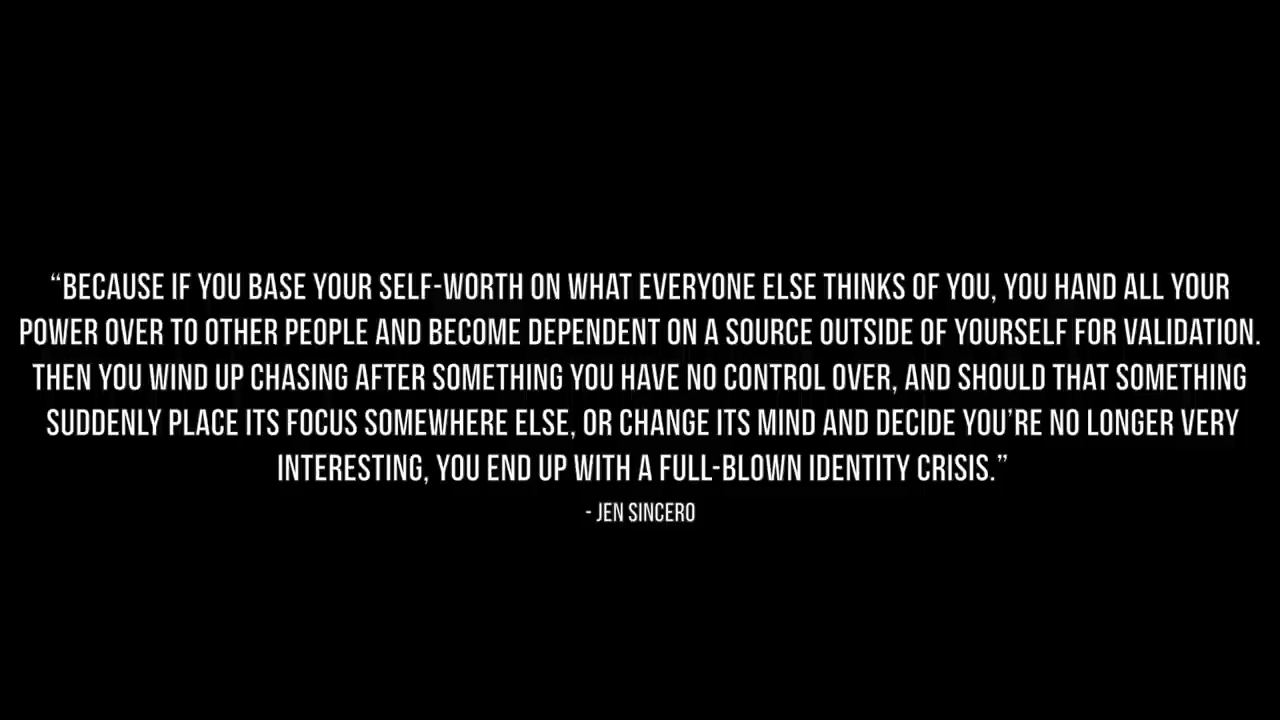 “BECAUSE IF YOU BASE YOUR SELF-WORTH ON WHAT EVERYONE ELSE THINKS OF YOU, YOU HAND ALL YOUR
POWER OVER TO OTHER PEOPLE AND BECOME DEPENDENT ON A SOURCE OUTSIDE OF YOURSELF FOR VALIDATION.
THEN YOU WIND UP CHASING AFTER SOMETHING YOU HAVE NO CONTROL OVER, AND SHOULD THAT SOMETHING
SUDDENLY PLACE ITS FOCUS SOMEWHERE ELSE, OR CHANGE ITS MIND AND DECIDE YOU’RE NO LONGER VERY
INTERESTING, YOU END UP WITH A FULL-BLOWN IDENTITY CRISIS.”
- JEN SINCERO